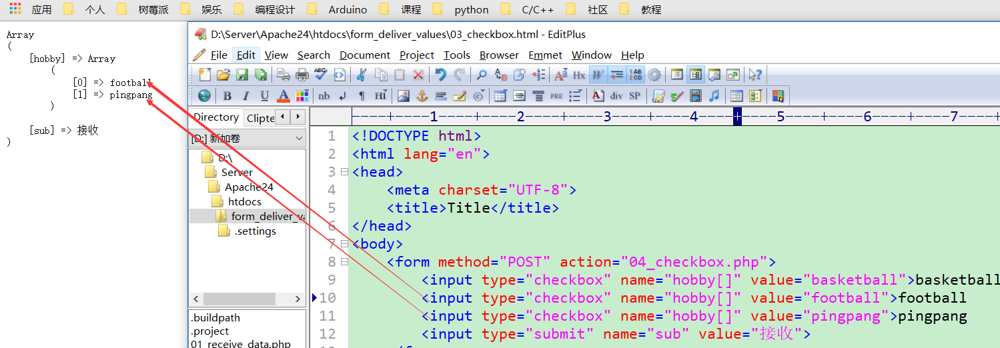 应用 个人 树莓派 娱乐 编程设计 Arduino 课程 python C/C++ 社区 教程
Array
(
[hobby] => Array
(
[0] => football
[1] => pingpang
)
[sub] => 接收
)
D:\Server\Apache24\htdocs\form_deliver_values\03_checkbox.html - EditPlus
File Edit View Search Document Project Tools Browser Emmet Window Help
B I U A nb ¶ HÏ PRE A div SP
Directory Clipte
[D:] 新加卷
D:\
Server
Apache24
htdocs
form_deliver_va
.settings
.buildpath
.project
01_receive_data.php
----+----1----+----2----+----3----+----4----+----5----+----6----+----7
1 <!DOCTYPE html>
2 <html lang="en">
3 <head>
4 <meta charset="UTF-8">
5 <title>Title</title>
6 </head>
7 <body>
8 <form method="POST" action="04_checkbox.php">
9 <input type="checkbox" name="hobby[]" value="basketball">basketball
10 <input type="checkbox" name="hobby[]" value="football">football
11 <input type="checkbox" name="hobby[]" value="pingpang">pingpang
12 <input type="submit" name="sub" value="接收">